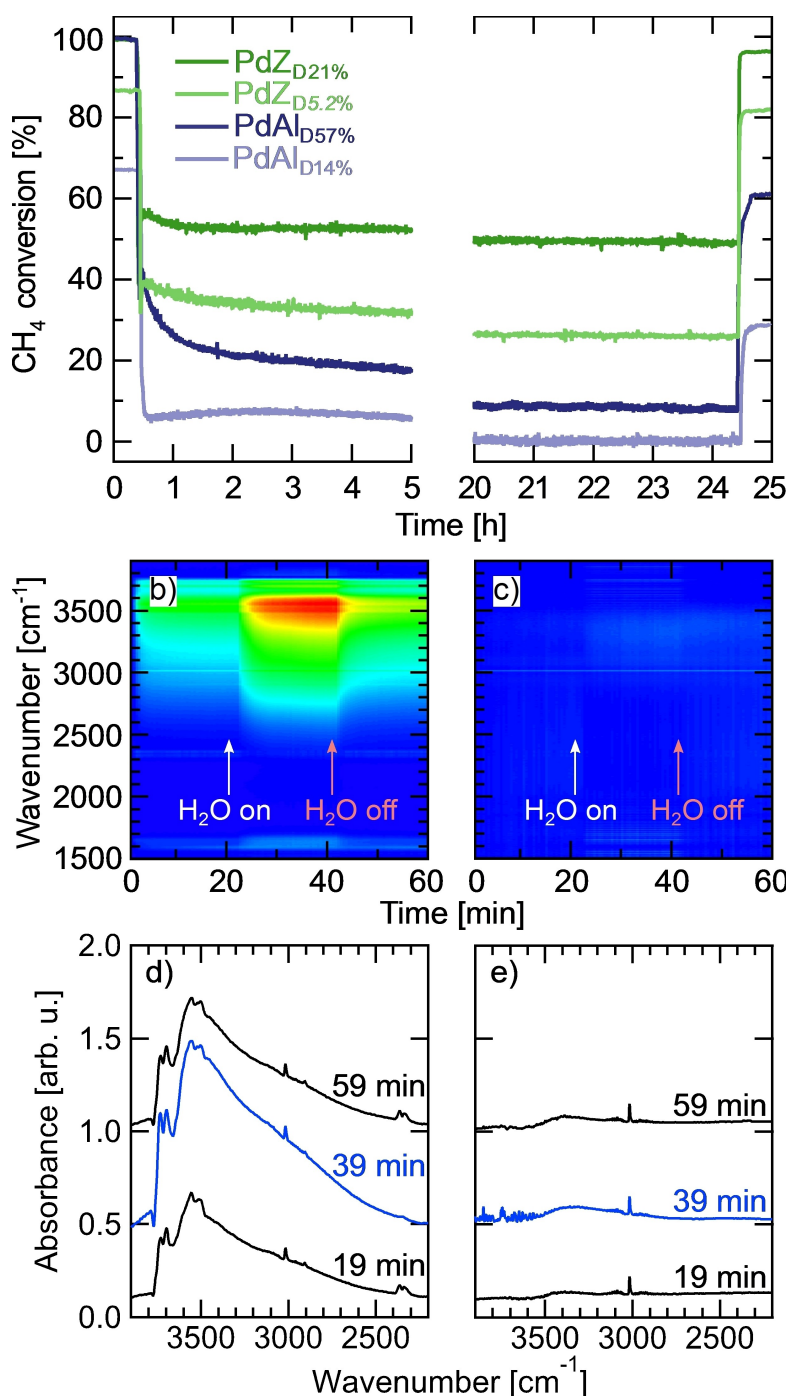 100
80
60
40
20
0
CH₄ conversion [%]
PdZD21%
PdZD5.2%
PdAlD57%
PdAlD14%
0 1 2 3 4 5
20 21 22 23 24 25
Time [h]
b)
c)
3500
3000
2500
2000
1500
Wavenumber [cm⁻¹]
H₂O on
H₂O off
H₂O on
H₂O off
0 20 40 60
0 20 40 60
Time [min]
d)
e)
2.0
1.5
1.0
0.5
0.0
Absorbance [arb. u.]
59 min
39 min
19 min
59 min
39 min
19 min
3500 3000 2500
3500 3000 2500
Wavenumber [cm⁻¹]